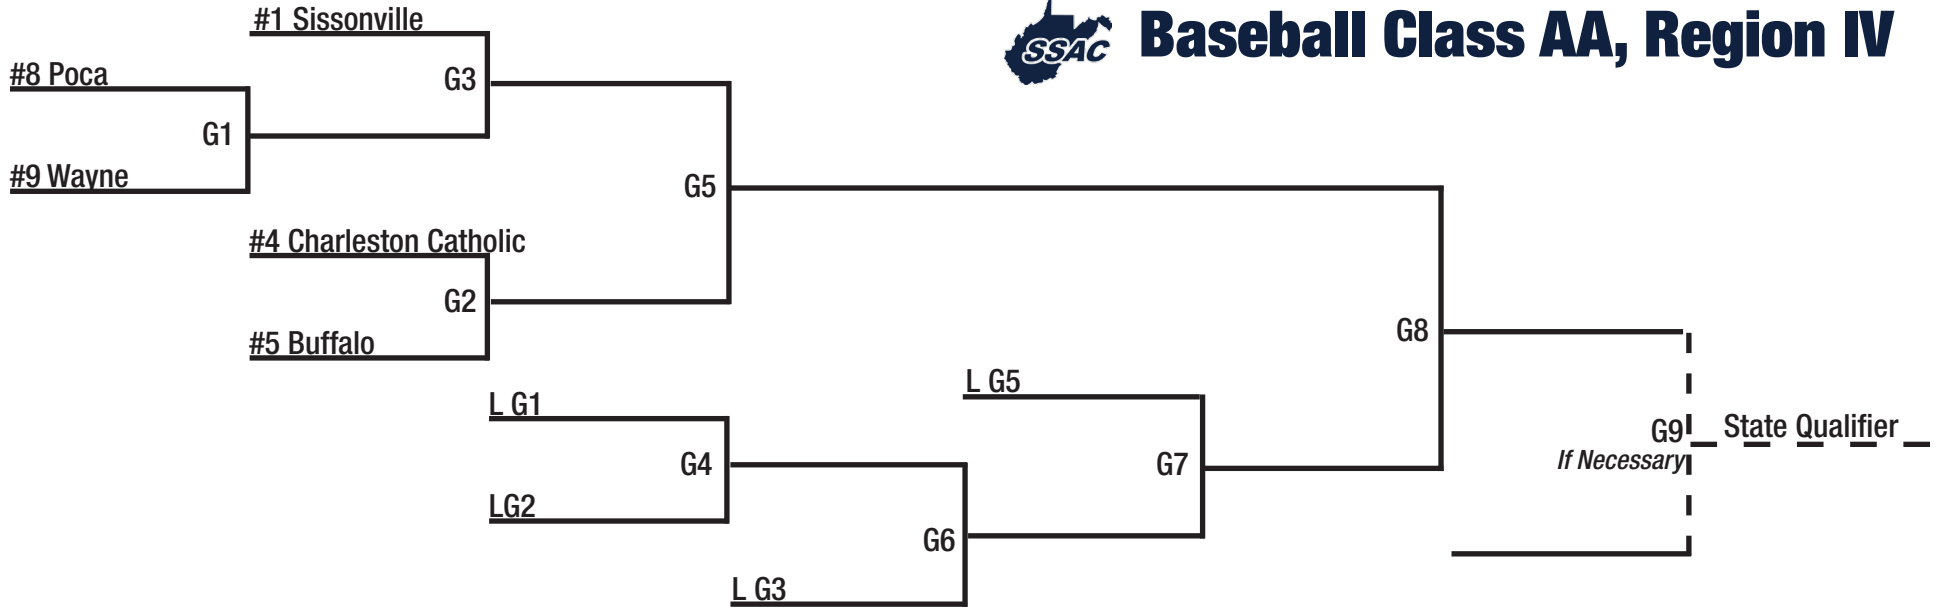 #1 Sissonville
SSAC
Baseball Class AA, Region IV
#8 Poca
G3
G1
#9 Wayne
G5
#4 Charleston Catholic
G2
#5 Buffalo
G8
L G5
L G1
G9
State Qualifier
If Necessary
G4
G7
LG2
G6
L G3